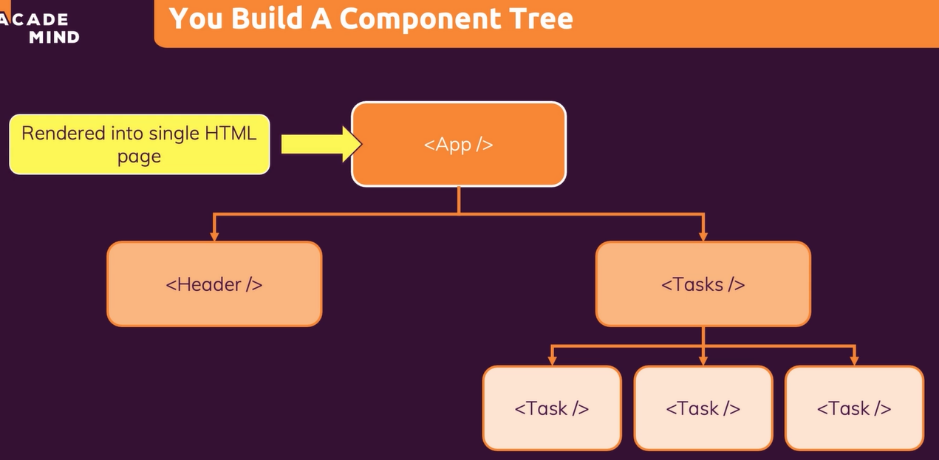 ACADE
MIND
You Build A Component Tree
Rendered into single HTML
page
<App />
<Header />
<Tasks />
<Task />
<Task />
<Task />